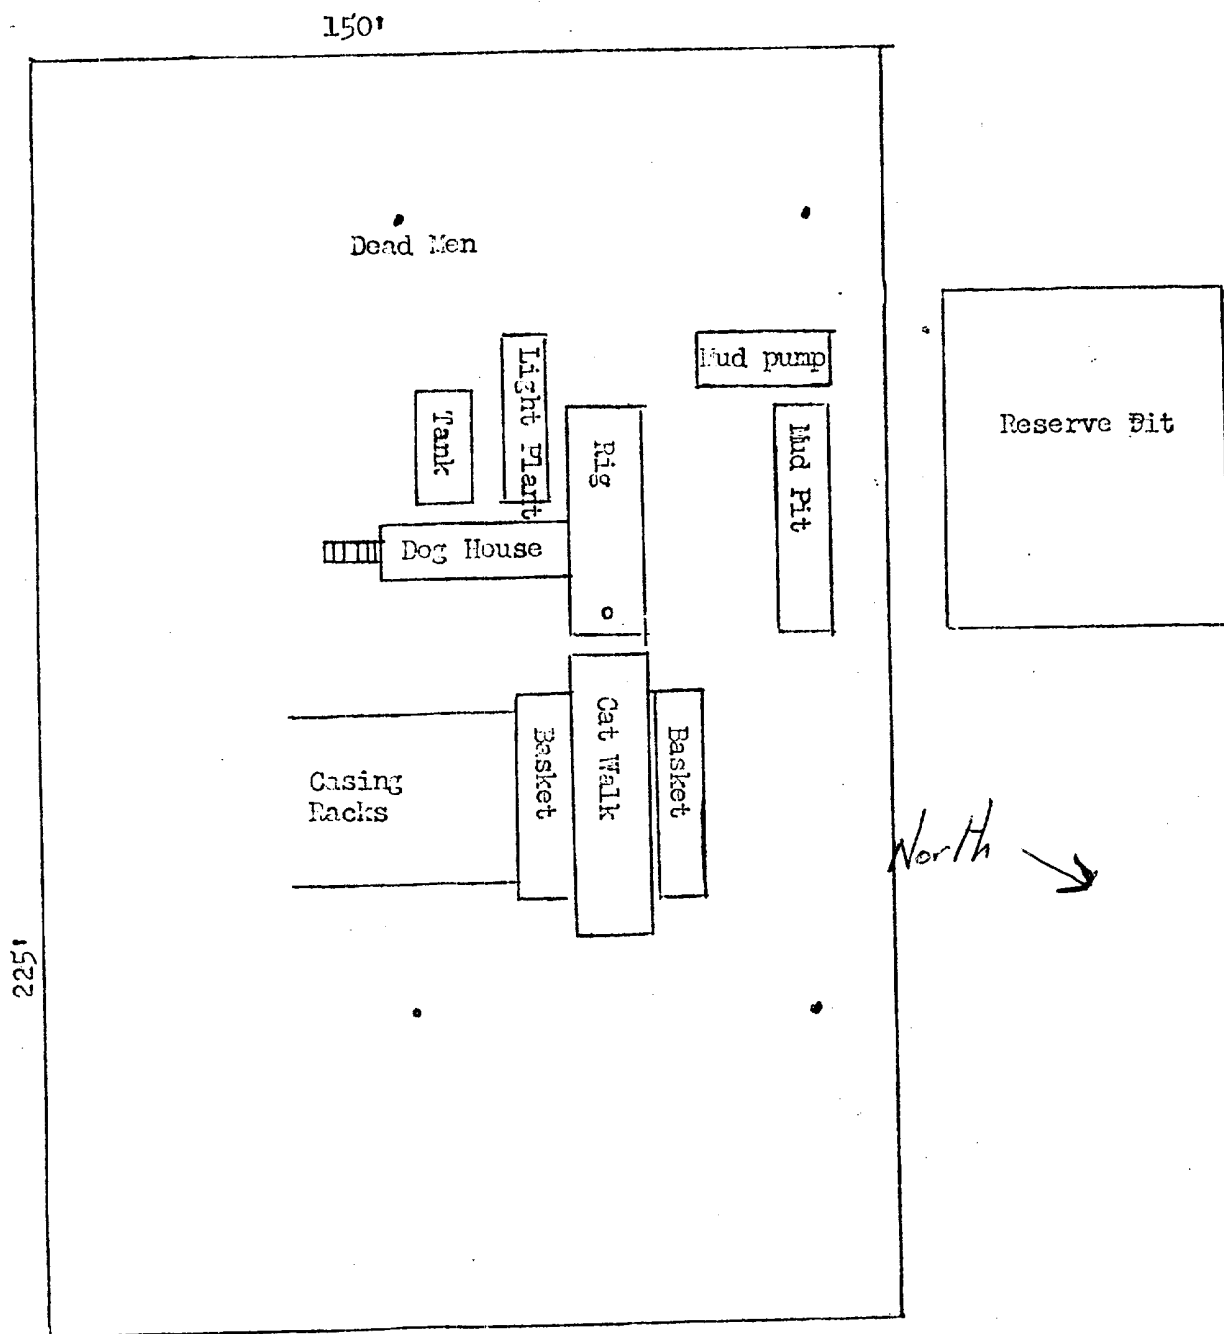 150'
Dead Men
Mud pump
Light Plant
Tank
Rig
Mud Pit
Reserve Pit
Dog House
Casing
Racks
Basket
Cat Walk
Basket
North
225'